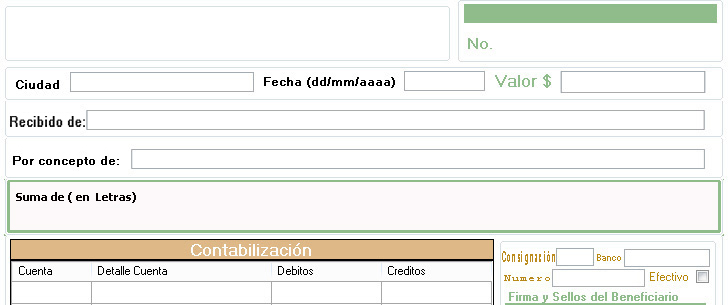 No.
Ciudad Fecha (dd/mm/aaaa) Valor $
Recibido de:
Por concepto de:
Suma de ( en Letras)
Contabilización
Cuenta Detalle Cuenta Debitos Creditos
Consignación Banco
Numero Efectivo
Firma y Sellos del Beneficiario